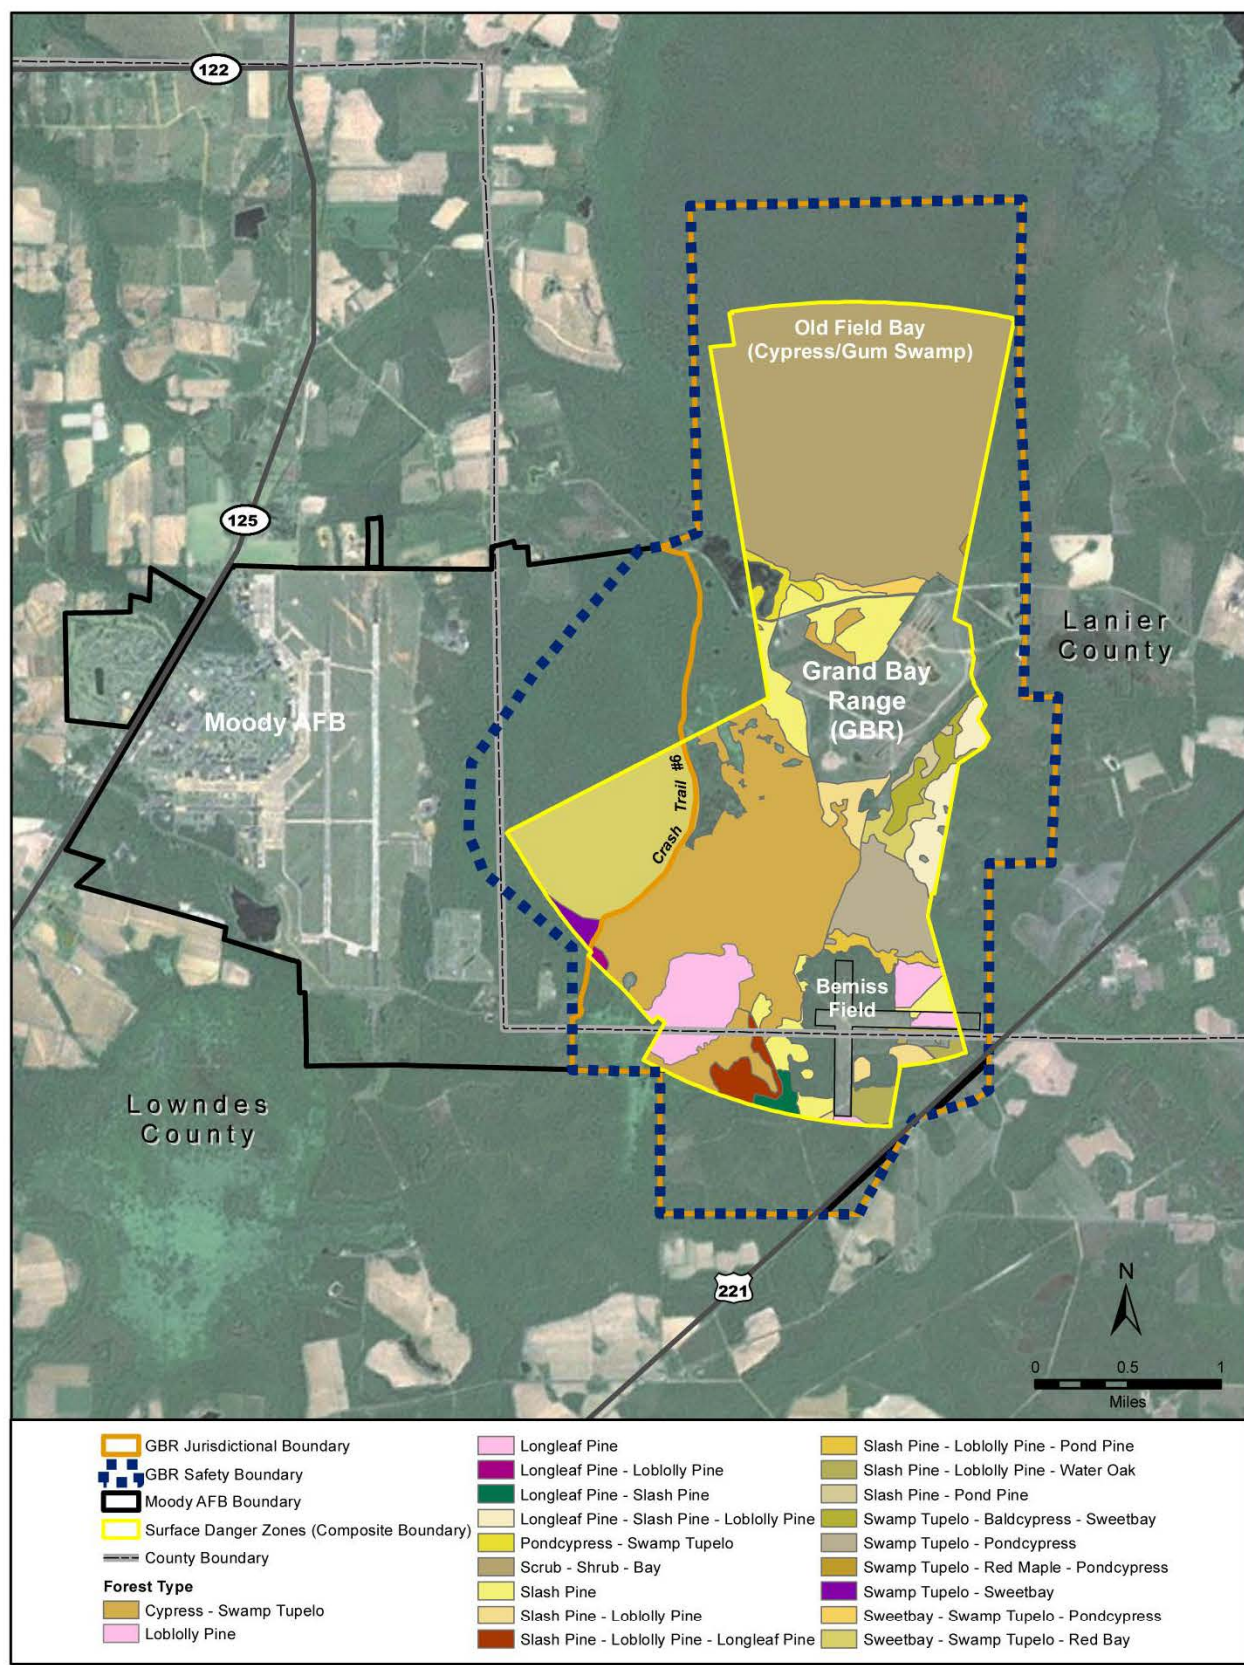 122
Old Field Bay
(Cypress/Gum Swamp)
125
Lanier
County
Grand Bay
Range
(GBR)
Moody AFB
Crash Trail #6
Bemiss
Field
Lowndes
County
221
N
0 0.5 1
Miles
GBR Jurisdictional Boundary
GBR Safety Boundary
Moody AFB Boundary
Surface Danger Zones (Composite Boundary)
County Boundary
Forest Type
Cypress - Swamp Tupelo
Loblolly Pine
Longleaf Pine
Longleaf Pine - Loblolly Pine
Longleaf Pine - Slash Pine
Longleaf Pine - Slash Pine - Loblolly Pine
Pondcypress - Swamp Tupelo
Scrub - Shrub - Bay
Slash Pine
Slash Pine - Loblolly Pine
Slash Pine - Loblolly Pine - Longleaf Pine
Slash Pine - Loblolly Pine - Pond Pine
Slash Pine - Loblolly Pine - Water Oak
Slash Pine - Pond Pine
Swamp Tupelo - Baldcypress - Sweetbay
Swamp Tupelo - Pondcypress
Swamp Tupelo - Red Maple - Pondcypress
Swamp Tupelo - Sweetbay
Sweetbay - Swamp Tupelo - Pondcypress
Sweetbay - Swamp Tupelo - Red Bay